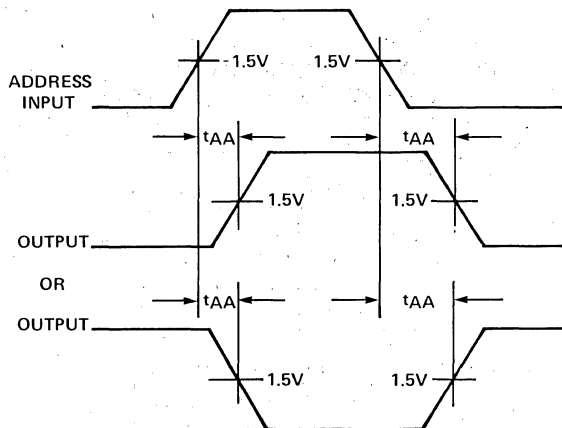 1.5V 1.5V
ADDRESS
INPUT
tAA tAA
1.5V 1.5V
OUTPUT
OR
tAA tAA
OUTPUT
1.5V 1.5V